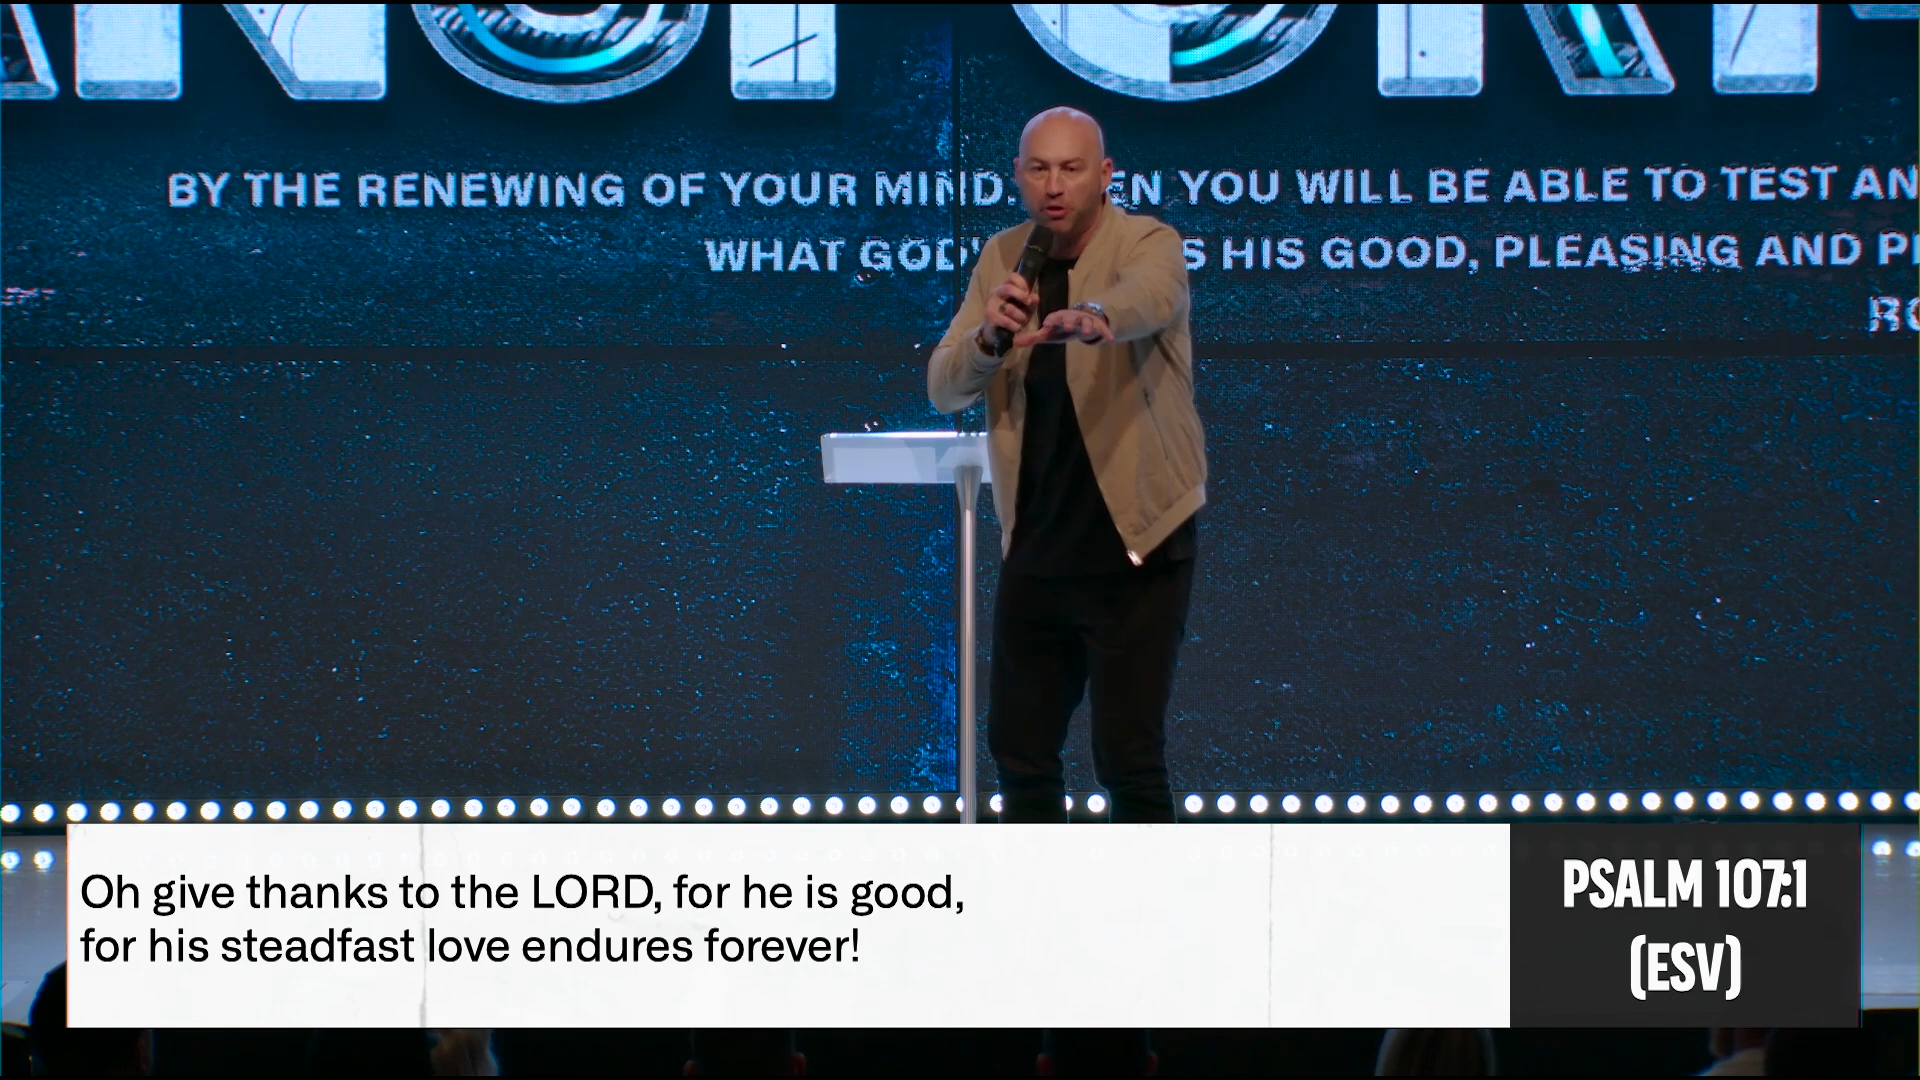 BY THE RENEWING OF YOUR MIND. EN YOU WILL BE ABLE TO TEST AN
WHAT GOD' S HIS GOOD, PLEASING AND
Oh give thanks to the LORD, for he is good,
for his steadfast love endures forever!
PSALM 107:1
(ESV)